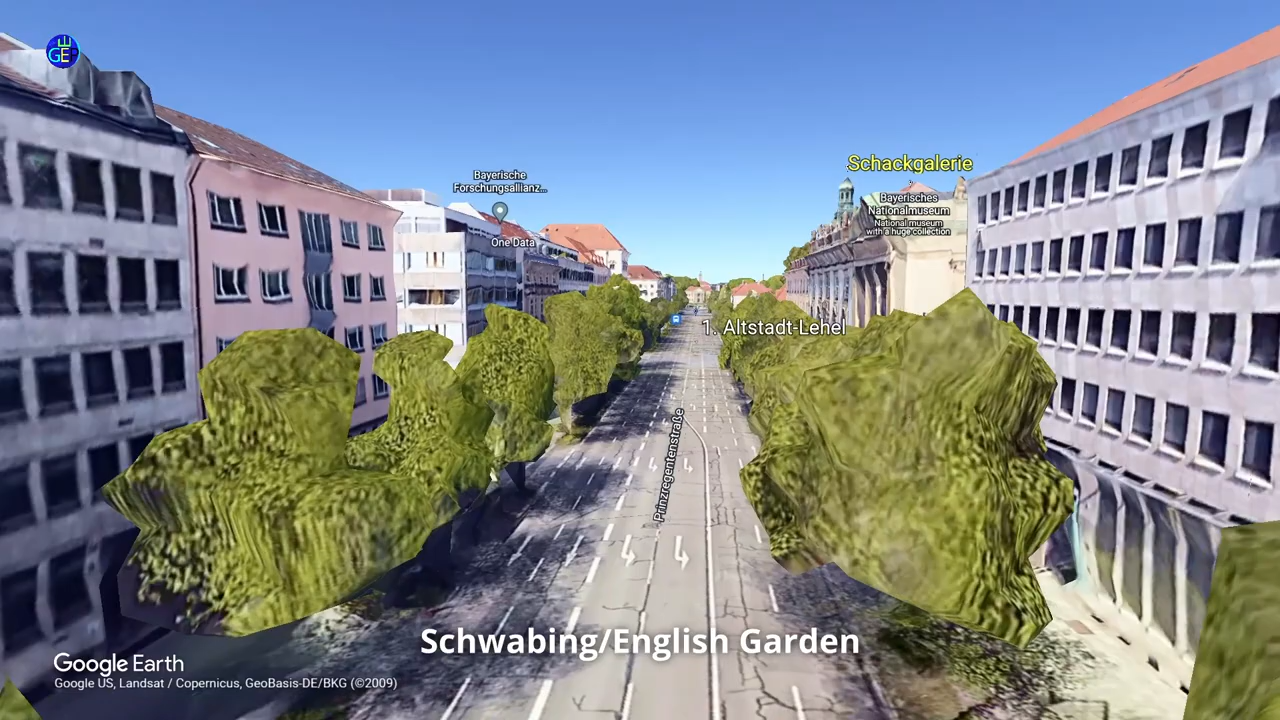 GEP
Schackgalerie
Bayerische
Forschungsallianz...
Bayerisches
Nationalmuseum
National museum
with a huge collection
One Data
1. Altstadt-Lehel
Prinzregentenstraße
Schwabing/English Garden
Google Earth
Google US, Landsat / Copernicus, GeoBasis-DE/BKG (©2009)